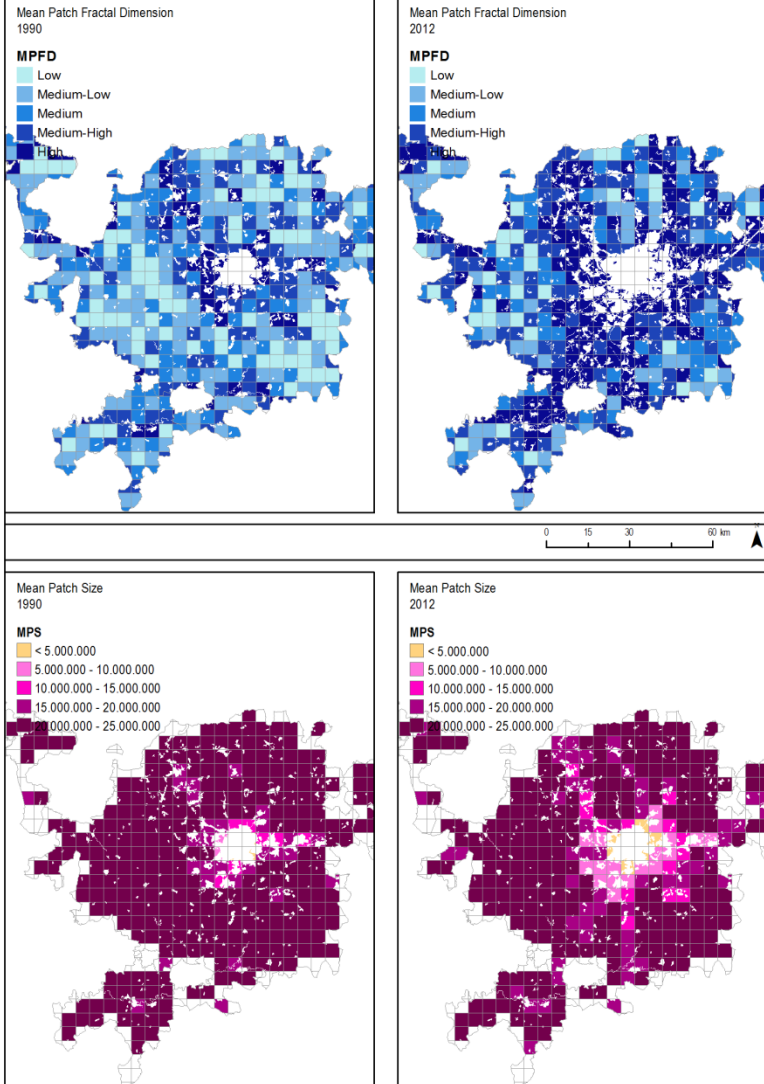 Mean Patch Fractal Dimension
1990
MPFD
Low
Medium-Low
Medium
Medium-High
High
Mean Patch Fractal Dimension
2012
MPFD
Low
Medium-Low
Medium
Medium-High
High
0 15 30 60 km
Mean Patch Size
1990
MPS
< 5.000.000
5.000.000 - 10.000.000
10.000.000 - 15.000.000
15.000.000 - 20.000.000
20.000.000 - 25.000.000
Mean Patch Size
2012
MPS
< 5.000.000
5.000.000 - 10.000.000
10.000.000 - 15.000.000
15.000.000 - 20.000.000
20.000.000 - 25.000.000